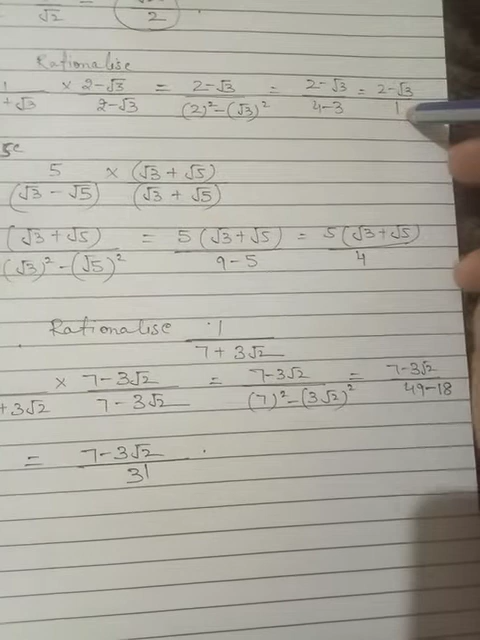 √2 = 2
Rationalise
1/+√3 × 2-√3/2-√3 = 2-√3/(2)²-(√3)² = 2-√3/4-3 = 2-√3/1
se
5/(√3-√5) × (√3+√5)/(√3+√5)
(√3+√5)/(√3)²-(√5)² = 5(√3+√5)/9-5 = 5(√3+√5)/4
Rationalise 1/7+3√2
+3√2 × 7-3√2/7-3√2 = 7-3√2/(7)²-(3√2)² = 7-3√2/49-18
= 7-3√2/31